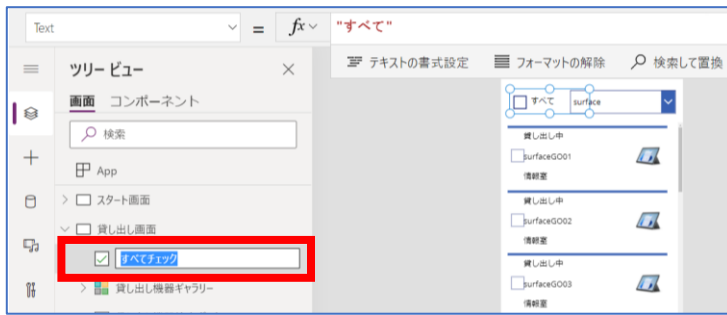 Text = fx "すべて"
テキストの書式設定 フォーマットの解除 検索して置換
ツリー ビュー
画面 コンポーネント
検索
App
スタート画面
貸し出し画面
すべてチェック
貸し出し機器ギャラリー
すべて surface
貸し出し中
surfaceGO01
情報室
貸し出し中
surfaceGO02
情報室
貸し出し中
surfaceGO03
情報室